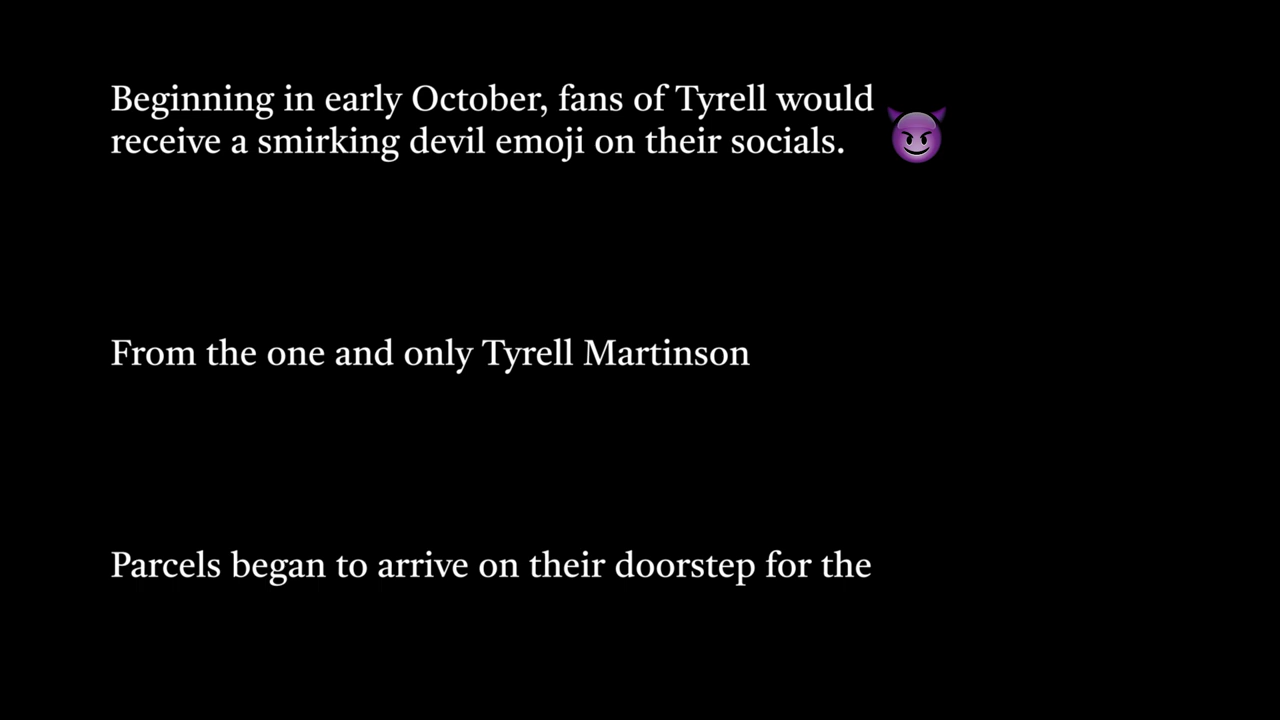 Beginning in early October, fans of Tyrell would
receive a smirking devil emoji on their socials. 😈
From the one and only Tyrell Martinson
Parcels began to arrive on their doorstep for the